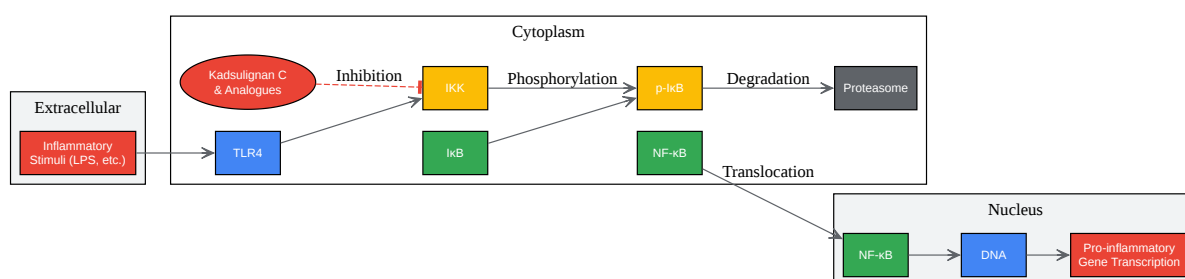 Cytoplasm
Kadsulignan C
& Analogues
Inhibition
IKK
Phosphorylation
p-IκB
Degradation
Proteasome
Extracellular
Inflammatory
Stimuli (LPS, etc.)
TLR4
IκB
NF-κB
Translocation
Nucleus
NF-κB
DNA
Pro-inflammatory
Gene Transcription